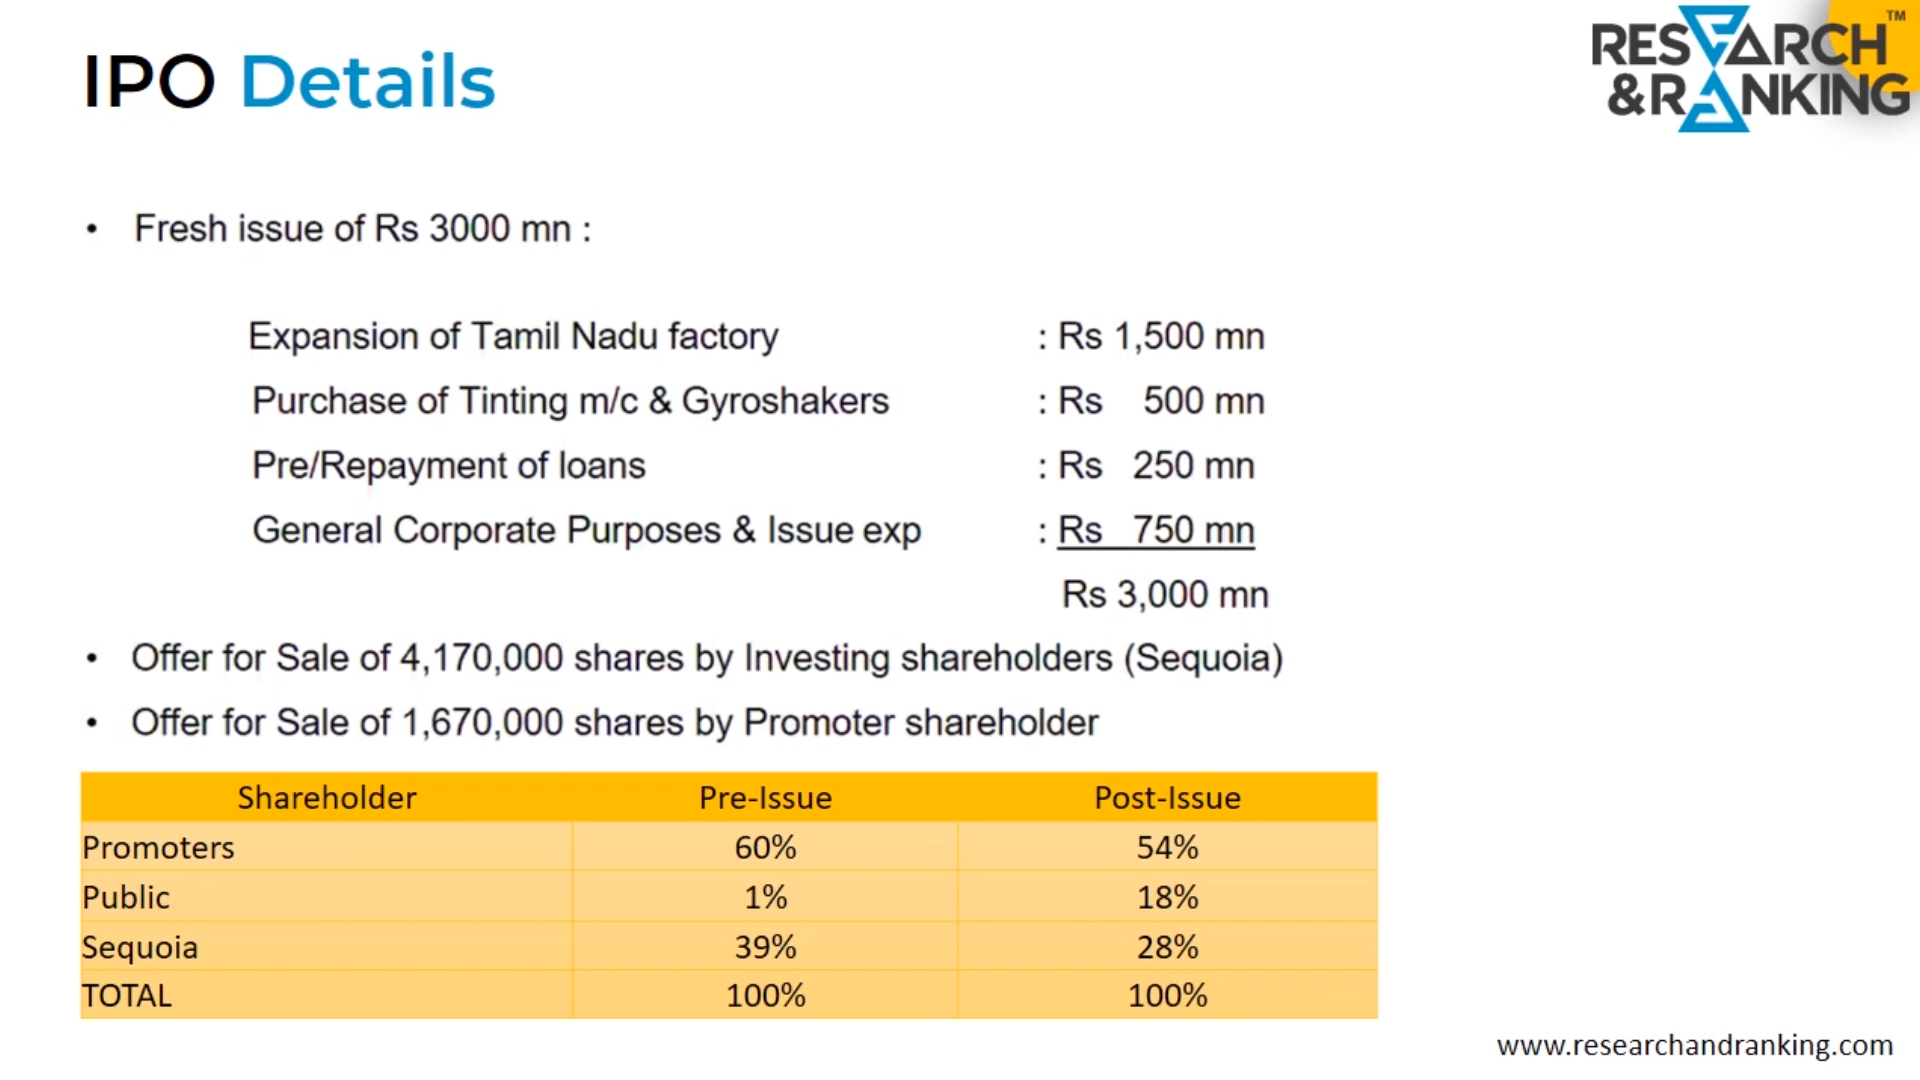 IPO Details
RESEARCH
&RANKING
TM
• Fresh issue of Rs 3000 mn :
Expansion of Tamil Nadu factory : Rs 1,500 mn
Purchase of Tinting m/c & Gyroshakers : Rs 500 mn
Pre/Repayment of loans : Rs 250 mn
General Corporate Purposes & Issue exp : Rs 750 mn
Rs 3,000 mn
• Offer for Sale of 4,170,000 shares by Investing shareholders (Sequoia)
• Offer for Sale of 1,670,000 shares by Promoter shareholder
Shareholder Pre-Issue Post-Issue
Promoters 60% 54%
Public 1% 18%
Sequoia 39% 28%
TOTAL 100% 100%
www.researchandranking.com